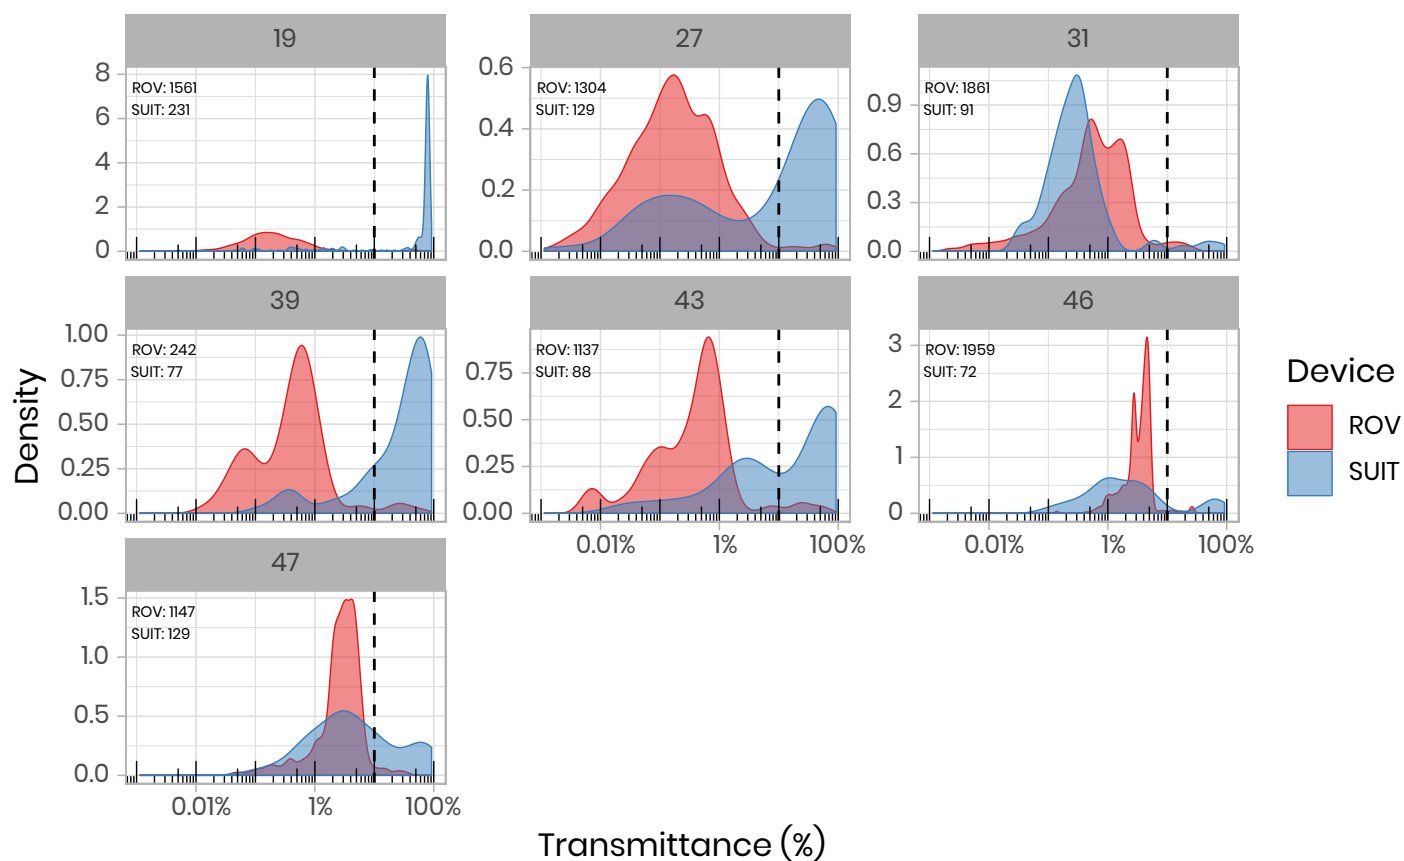 19
27
31
ROV: 1561
SUIT: 231
8
6
4
2
0
ROV: 1304
SUIT: 129
0.6
0.4
0.2
0.0
ROV: 1861
SUIT: 91
0.9
0.6
0.3
0.0
39
43
46
ROV: 242
SUIT: 77
1.00
0.75
0.50
0.25
0.00
ROV: 1137
SUIT: 88
0.75
0.50
0.25
0.00
0.01%
1%
100%
ROV: 1959
SUIT: 72
3
2
1
0
0.01%
1%
100%
47
ROV: 1147
SUIT: 129
1.5
1.0
0.5
0.0
0.01%
1%
100%
Density
Transmittance (%)
Device
ROV
SUIT